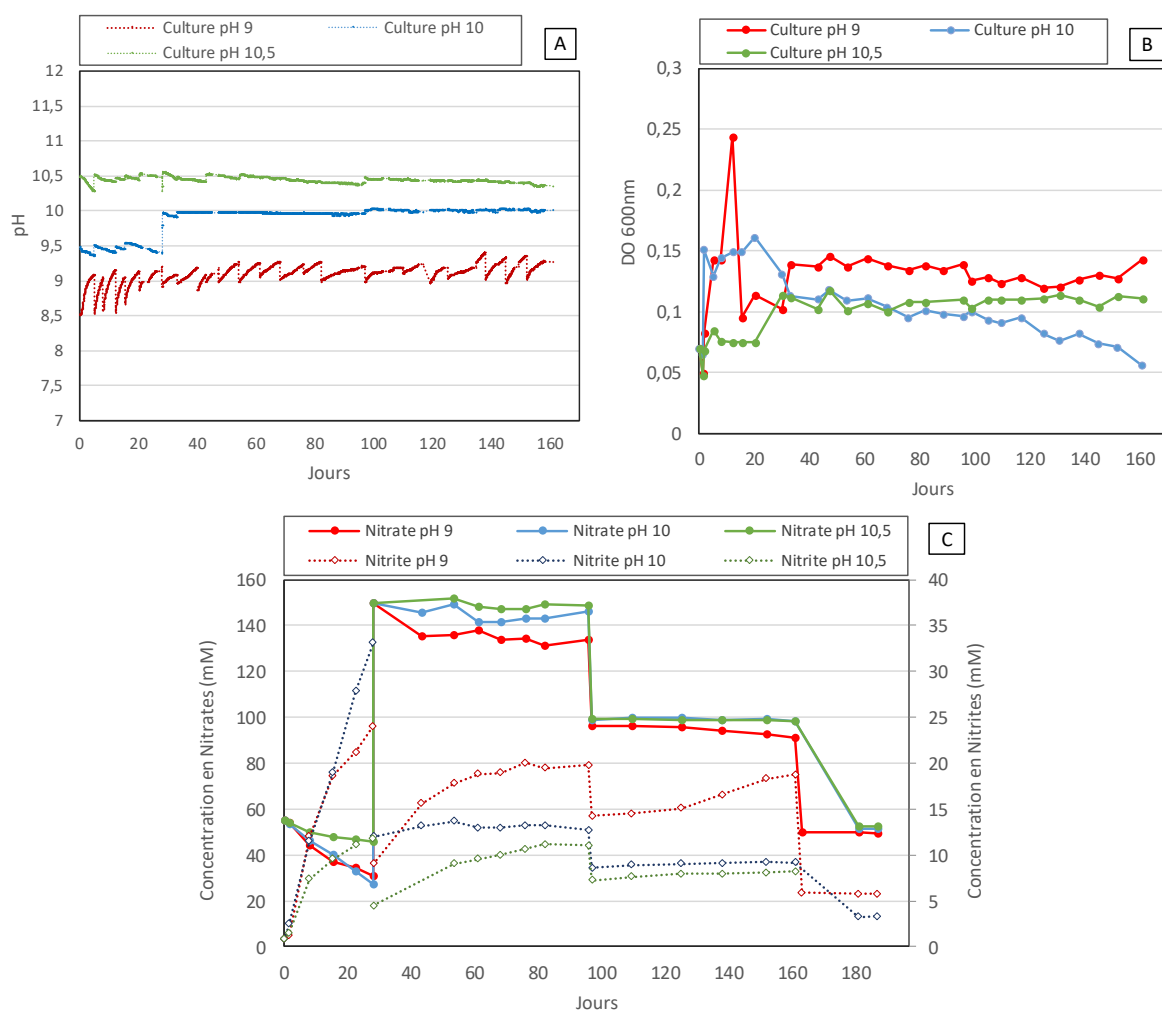 Culture pH 9 Culture pH 10
Culture pH 10,5
A
12
11,5
11
10,5
10
9,5
9
8,5
8
7,5
7
pH
0 20 40 60 80 100 120 140 160
Jours
Culture pH 9 Culture pH 10
Culture pH 10,5
B
0,3
0,25
0,2
0,15
0,1
0,05
0
DO 600nm
0 20 40 60 80 100 120 140 160
Jours
Nitrate pH 9 Nitrate pH 10 Nitrate pH 10,5
Nitrite pH 9 Nitrite pH 10 Nitrite pH 10,5
C
160
140
120
100
80
60
40
20
0
Concentration en Nitrates (mM)
40
35
30
25
20
15
10
5
0
Concentration en Nitrites (mM)
0 20 40 60 80 100 120 140 160 180
Jours